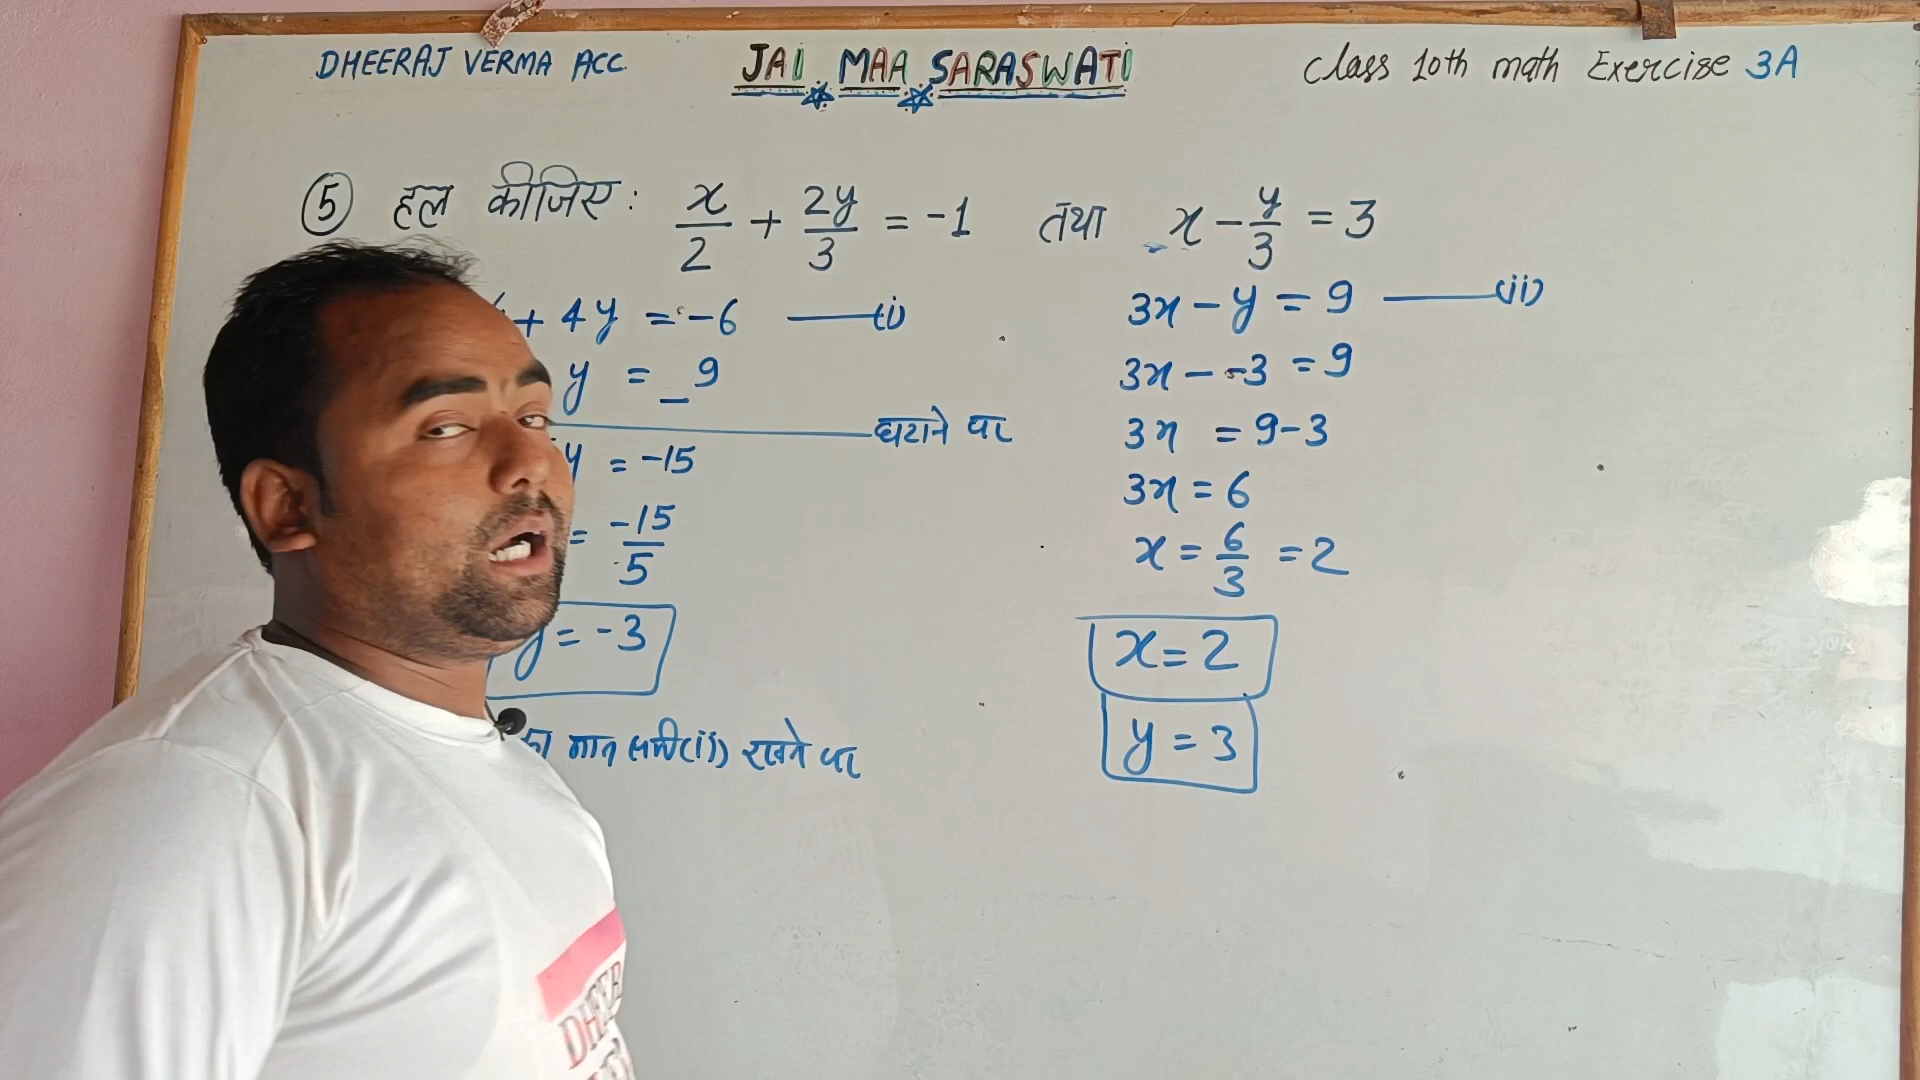 DHEERAJ VERMA ACC. JAI MAA SARASWATI Class 10th math Exercise 3A
⑤ हल कीजिए: x/2 + 2y/3 = -1 तथा x - y/3 = 3
+ 4y = -6 (i)
y = _ 9
घटाने पर
y = -15
= -15/5
y = -3
का मान समी(ii) रखने पर
3x - y = 9 (ii)
3x - -3 = 9
3x = 9-3
3x = 6
x = 6/3 = 2
x = 2
y = 3